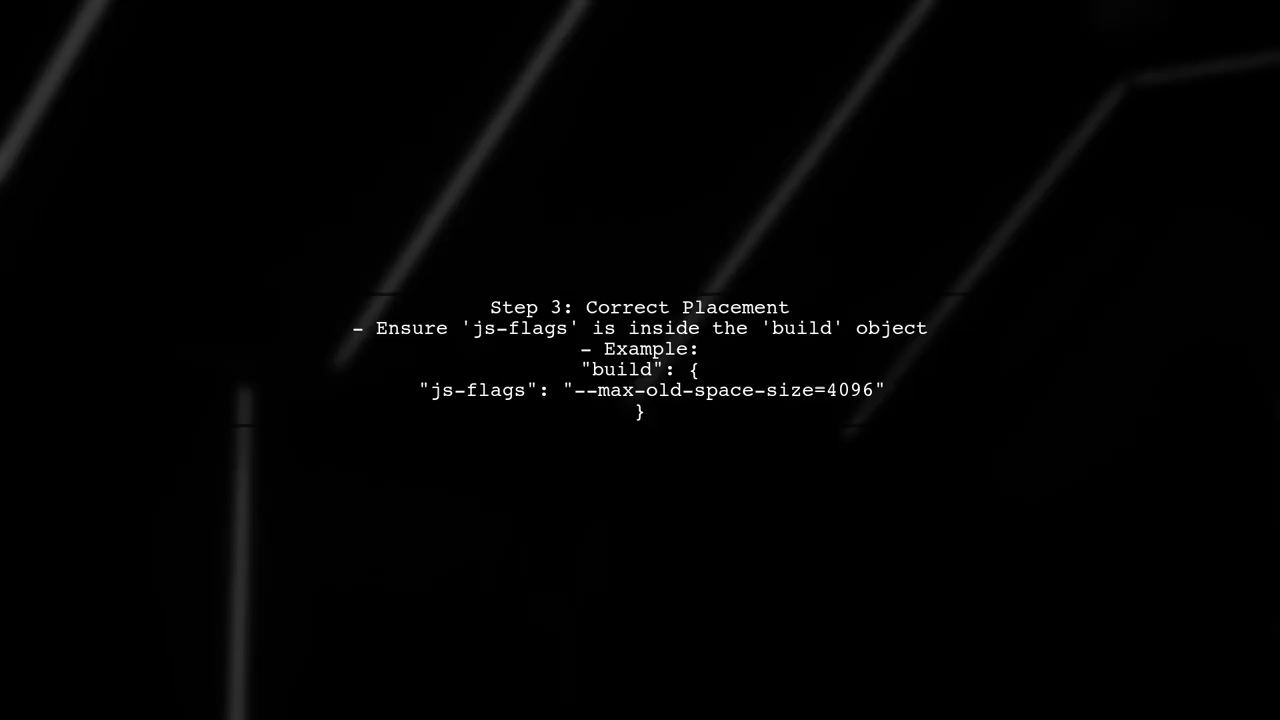 Step 3: Correct Placement
- Ensure 'js-flags' is inside the 'build' object
- Example:
"build": {
"js-flags": "--max-old-space-size=4096"
}